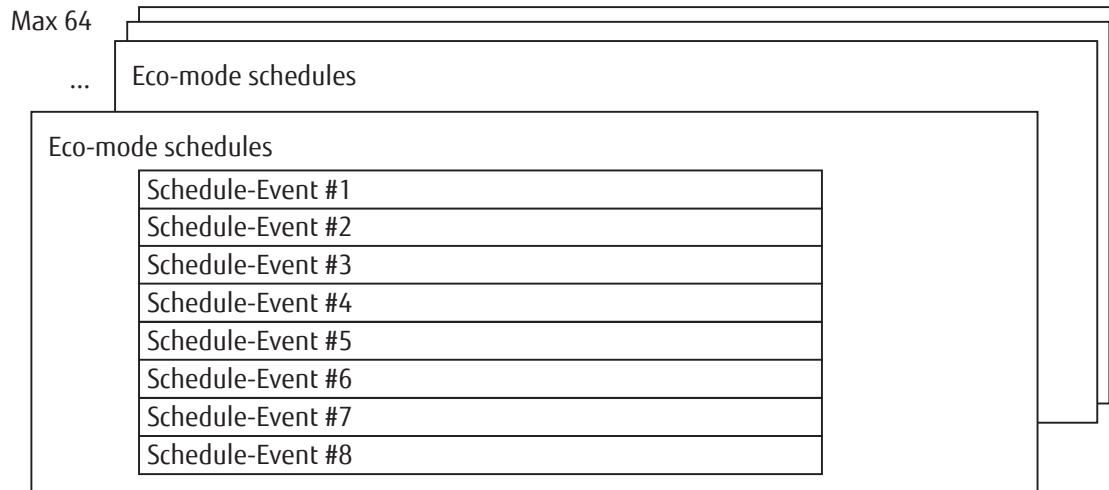 Max 64
...
Eco-mode schedules
Eco-mode schedules
Schedule-Event #1
Schedule-Event #2
Schedule-Event #3
Schedule-Event #4
Schedule-Event #5
Schedule-Event #6
Schedule-Event #7
Schedule-Event #8